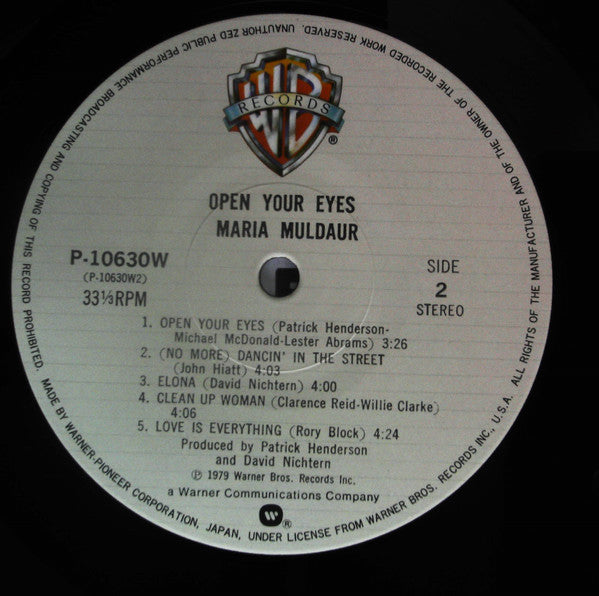 WB
RECORDS
®
OPEN YOUR EYES
MARIA MULDAUR
P-10630W
(P-10630W2)
33⅓RPM
SIDE
2
STEREO
1. OPEN YOUR EYES (Patrick Henderson-
Michael McDonald-Lester Abrams) 3:26
2. (NO MORE) DANCIN' IN THE STREET
(John Hiatt) 4:03
3. ELONA (David Nichtern) 4:00
4. CLEAN UP WOMAN (Clarence Reid-Willie Clarke)
4:06
5. LOVE IS EVERYTHING (Rory Block) 4:24
Produced by Patrick Henderson
and David Nichtern
℗ 1979 Warner Bros. Records Inc.
a Warner Communications Company
®
MADE BY WARNER-PIONEER CORPORATION, JAPAN, UNDER LICENSE FROM WARNER BROS. RECORDS INC., U.S.A. ALL RIGHTS OF THE MANUFACTURER AND OF THE OWNER OF THE RECORDED WORK RESERVED. UNAUTHORIZED PUBLIC PERFORMANCE BROADCASTING AND COPYING OF THIS RECORD PROHIBITED.